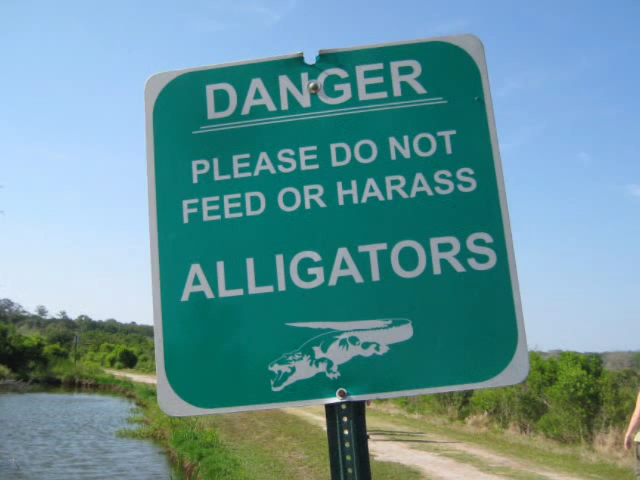 DANGER
PLEASE DO NOT
FEED OR HARASS
ALLIGATORS